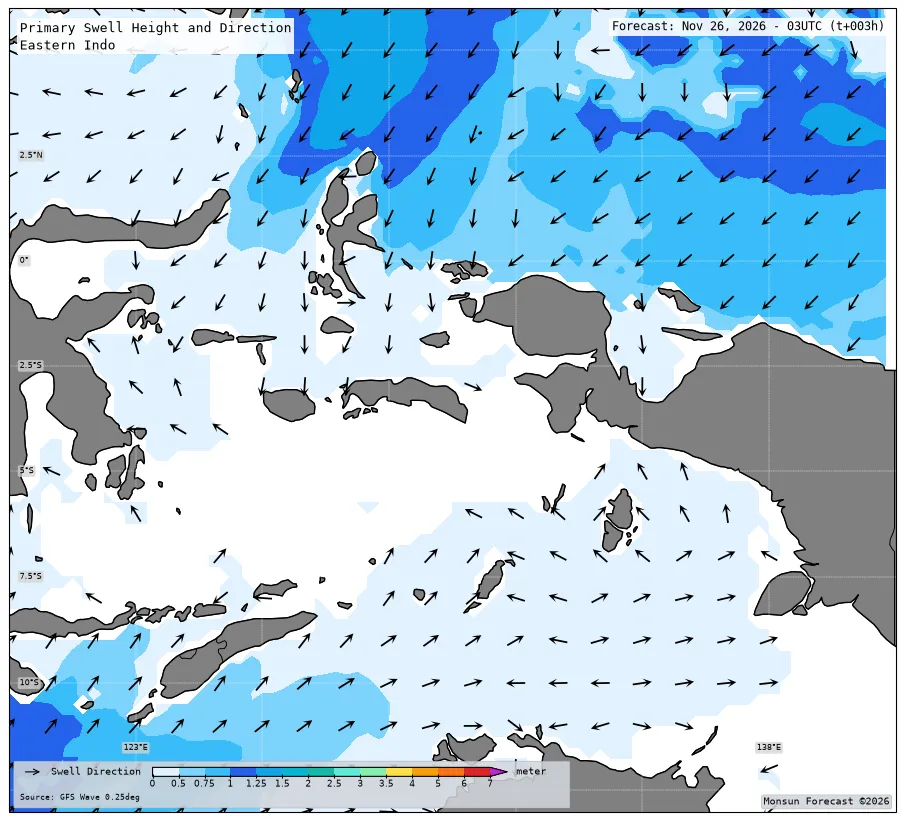 Primary Swell Height and Direction
Eastern Indo
Forecast: Nov 26, 2026 - 03UTC (t+003h)
2.5°N
0°
2.5°S
5°S
7.5°S
10°S
123°E
138°E
Swell Direction
0 0.5 0.75 1 1.25 1.5 1.75 2 2.5 3 3.5 4 5 6 7
meter
Source: GFS Wave 0.25deg
Monsun Forecast ©2026